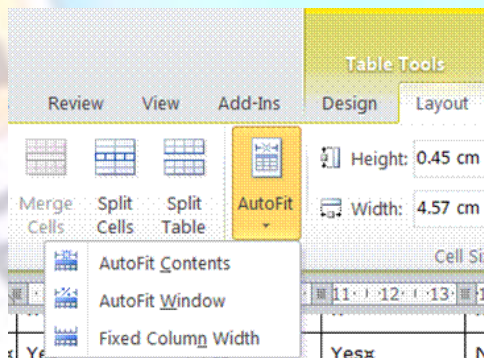 Table Tools
Review View Add-Ins Design Layout
Merge Cells Split Cells Split Table AutoFit Height: 0.45 cm
Width: 4.57 cm
AutoFit Contents
AutoFit Window
Fixed Column Width
Cell
11 12 13
Yes¤